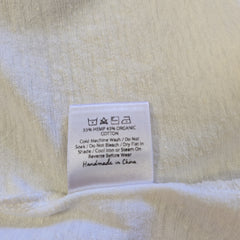 55% HEMP 45% ORGANIC
COTTON
Cold Machine Wash / Do Not
Soak / Do Not Bleach / Dry Flat in
Shade / Cool Iron or Steam On
Reverse Before Wear
Handmade in China